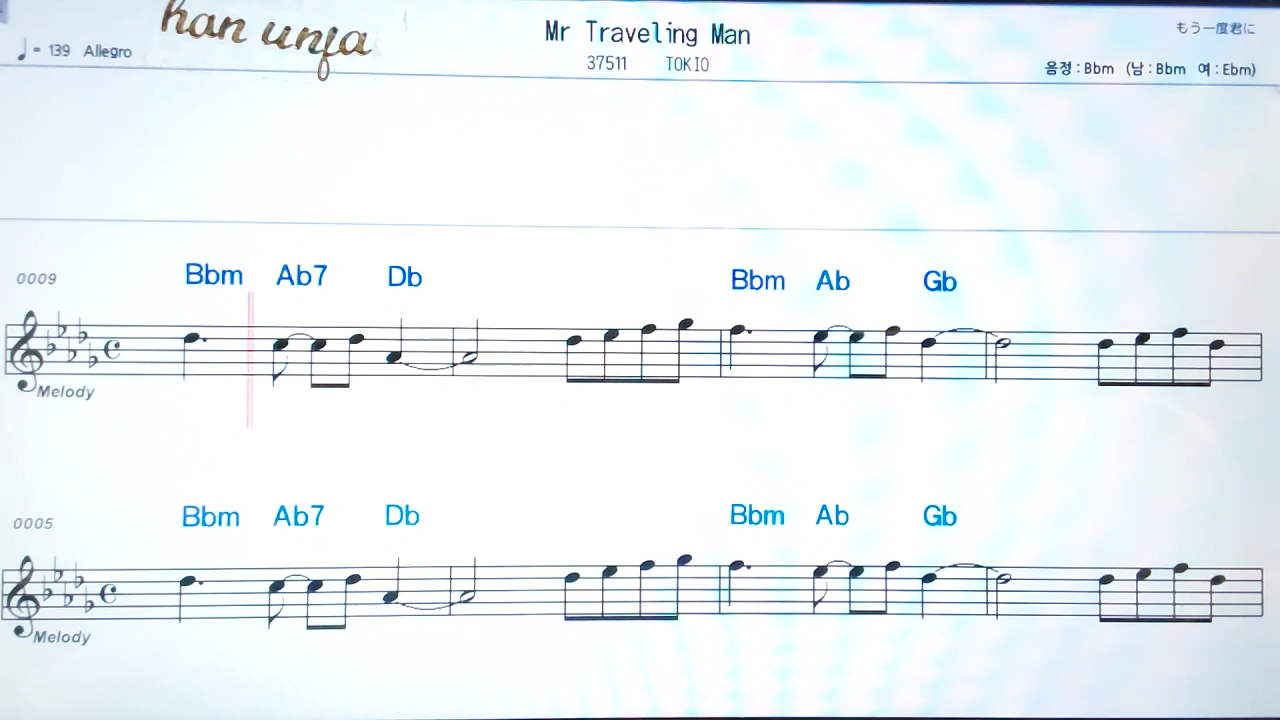 han unfa
Mr Traveling Man
もう一度君に
♩= 139 Allegro
37511 TOKIO
음정 : Bbm (남 : Bbm 여 : Ebm)
0009 Bbm Ab7 Db Bbm Ab Gb
Melody
0005 Bbm Ab7 Db Bbm Ab Gb
Melody